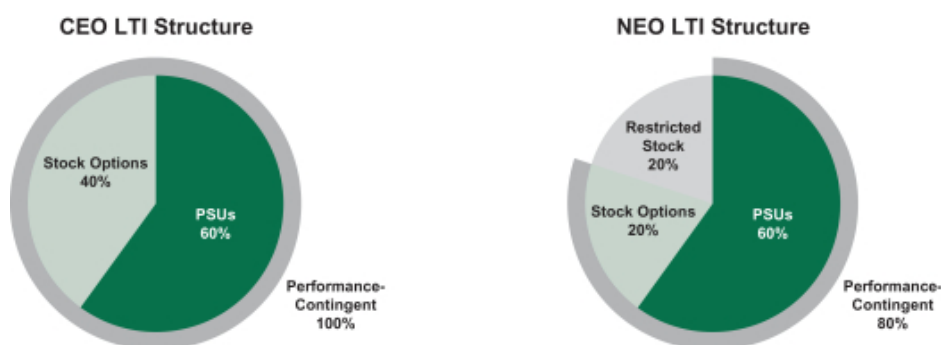 CEO LTI Structure
Stock Options
40%
PSUs
60%
Performance-
Contingent
100%
NEO LTI Structure
Restricted
Stock
20%
Stock Options
20%
PSUs
60%
Performance-
Contingent
80%